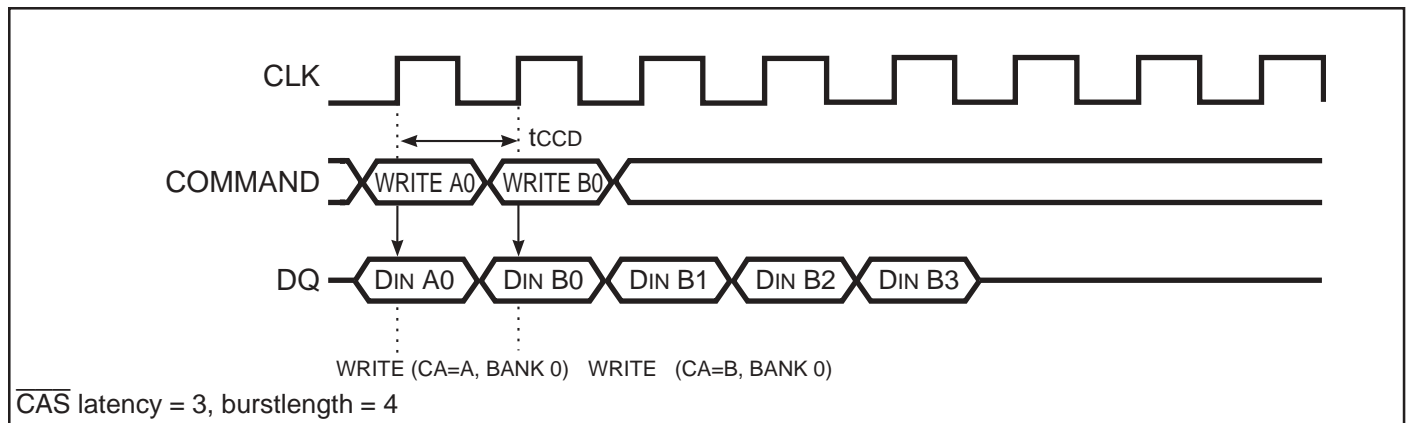 CLK
tCCD
COMMAND WRITE A0 WRITE B0
DQ DIN A0 DIN B0 DIN B1 DIN B2 DIN B3
WRITE (CA=A, BANK 0) WRITE (CA=B, BANK 0)
CAS latency = 3, burstlength = 4